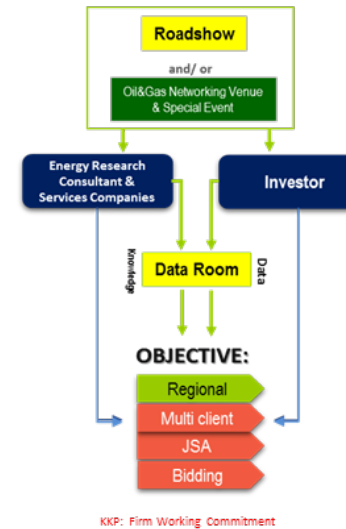 Roadshow
and/ or
Oil&Gas Networking Venue
& Special Event
Energy Research
Consultant &
Services Companies
Investor
Knowledge
Data Room
Data
OBJECTIVE:
Regional
Multi client
JSA
Bidding
KKP: Firm Working Commitment